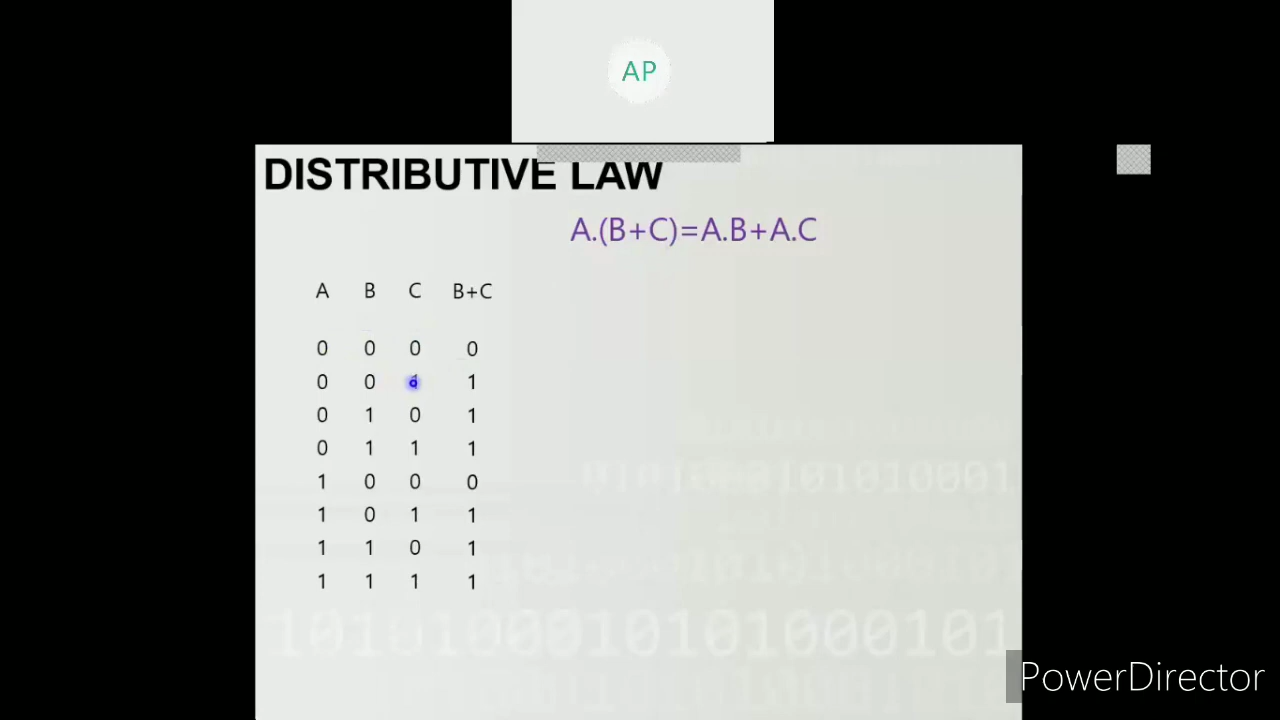 AP
DISTRIBUTIVE LAW
A.(B+C)=A.B+A.C
A B C B+C
0 0 0 0
0 0 1
0 1 0 1
0 1 1 1
1 0 0 0
1 0 1 1
1 1 0 1
1 1 1 1
1010100010101000101
PowerDirector